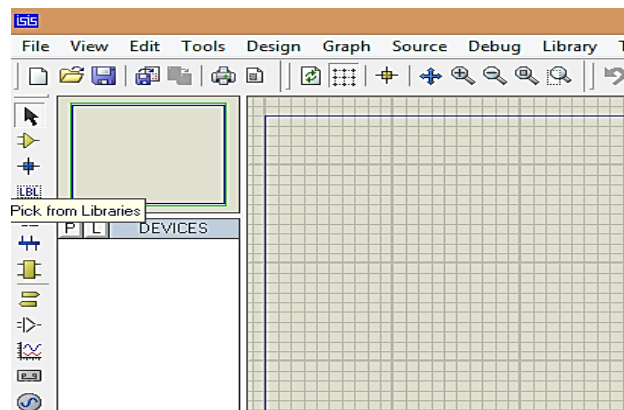 isis
File View Edit Tools Design Graph Source Debug Library
LBL
Pick from Libraries
P L DEVICES